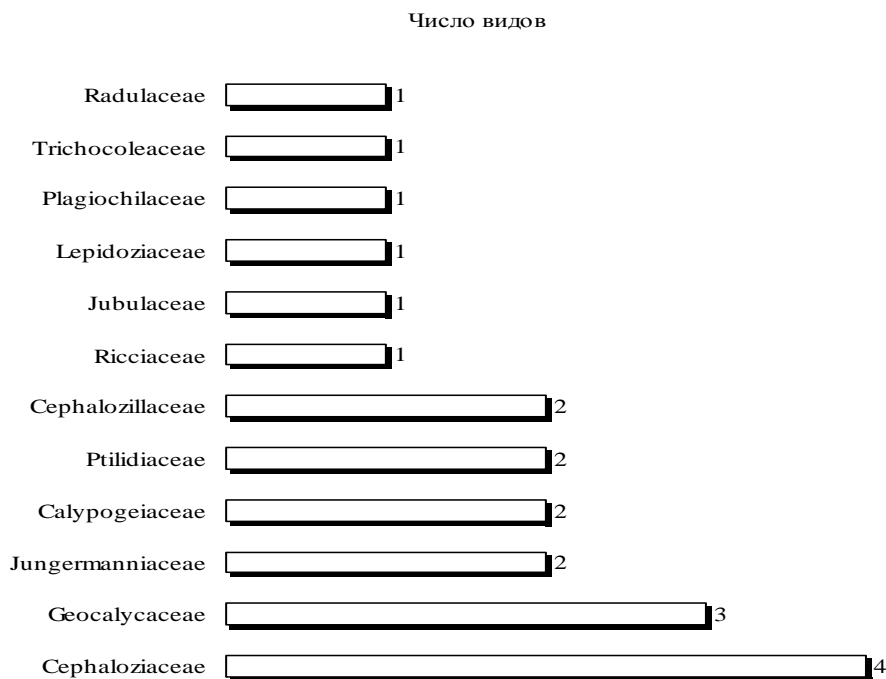 Число видов
Radulaceae 1
Trichocoleaceae 1
Plagiochilaceae 1
Lepidoziaceae 1
Jubulaceae 1
Ricciaceae 1
Cephalozillaceae 2
Ptilidiaceae 2
Calypogeiaceae 2
Jungermanniaceae 2
Geocalycaceae 3
Cephaloziaceae 4